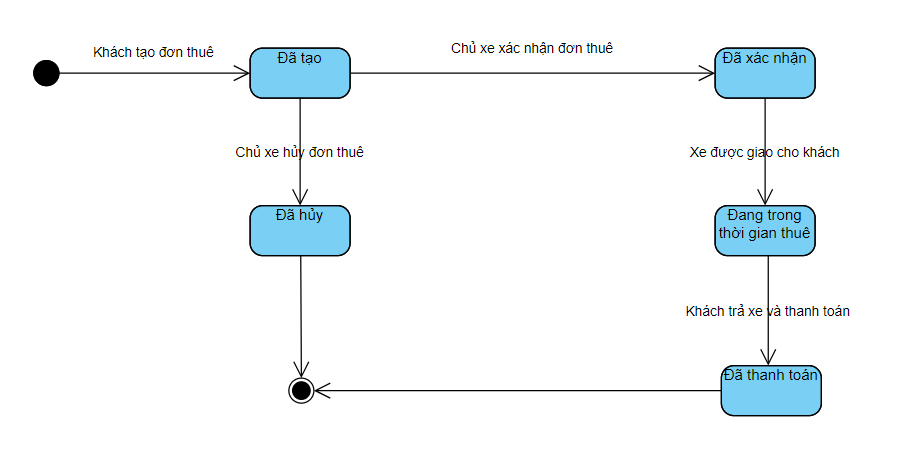 Khách tạo đơn thuê
Đã tạo
Chủ xe xác nhận đơn thuê
Đã xác nhận
Chủ xe hủy đơn thuê
Xe được giao cho khách
Đã hủy
Đang trong
thời gian thuê
Khách trả xe và thanh toán
Đã thanh toán